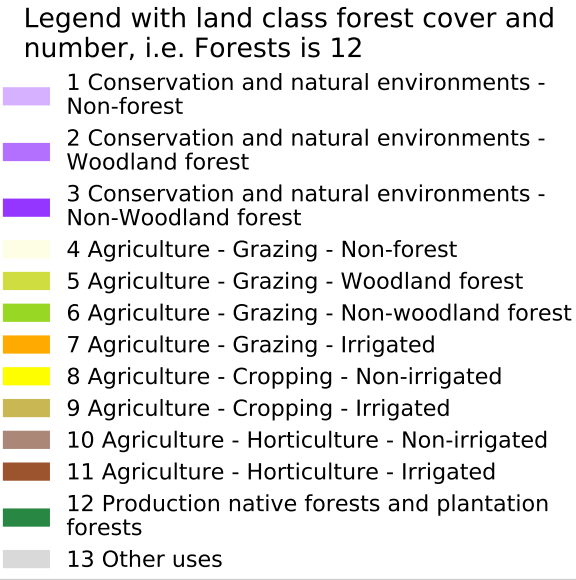 Legend with land class forest cover and
number, i.e. Forests is 12
1 Conservation and natural environments -
Non-forest
2 Conservation and natural environments -
Woodland forest
3 Conservation and natural environments -
Non-Woodland forest
4 Agriculture - Grazing - Non-forest
5 Agriculture - Grazing - Woodland forest
6 Agriculture - Grazing - Non-woodland forest
7 Agriculture - Grazing - Irrigated
8 Agriculture - Cropping - Non-irrigated
9 Agriculture - Cropping - Irrigated
10 Agriculture - Horticulture - Non-irrigated
11 Agriculture - Horticulture - Irrigated
12 Production native forests and plantation
forests
13 Other uses